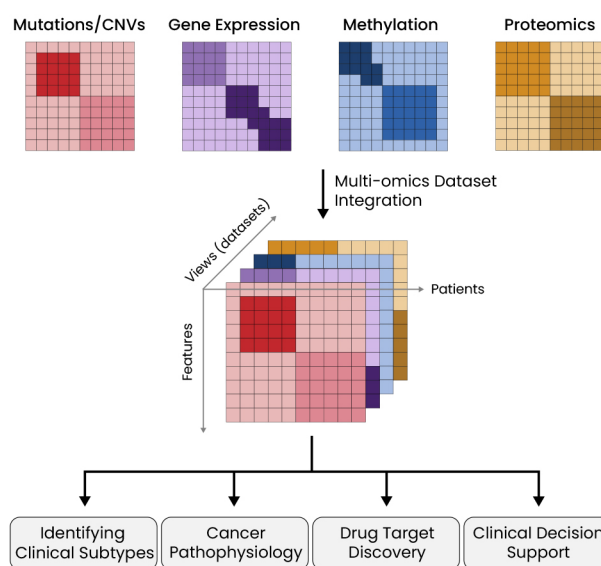 Mutations/CNVs
Gene Expression
Methylation
Proteomics
Multi-omics Dataset
Integration
Views (datasets)
Patients
Features
Identifying
Clinical Subtypes
Cancer
Pathophysiology
Drug Target
Discovery
Clinical Decision
Support